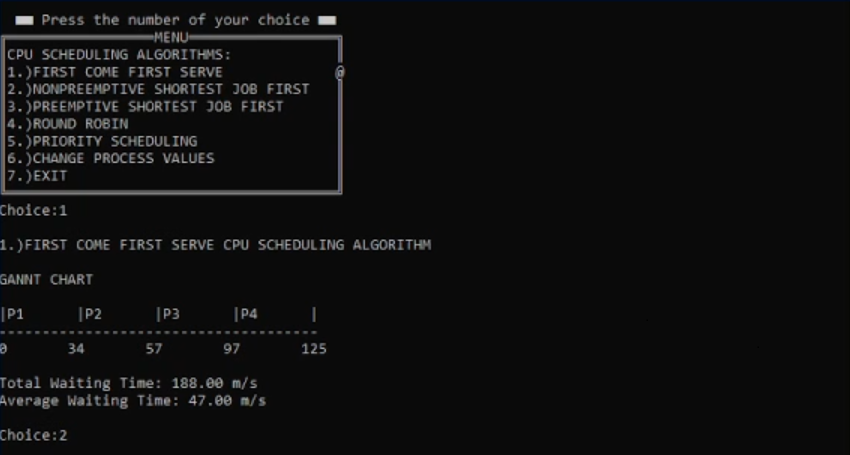 Press the number of your choice
MENU
CPU SCHEDULING ALGORITHMS:
1.)FIRST COME FIRST SERVE @
2.)NONPREEMPTIVE SHORTEST JOB FIRST
3.)PREEMPTIVE SHORTEST JOB FIRST
4.)ROUND ROBIN
5.)PRIORITY SCHEDULING
6.)CHANGE PROCESS VALUES
7.)EXIT
Choice:1
1.)FIRST COME FIRST SERVE CPU SCHEDULING ALGORITHM
GANNT CHART
|P1 |P2 |P3 |P4 |
-------------------------------------
0 34 57 97 125
Total Waiting Time: 188.00 m/s
Average Waiting Time: 47.00 m/s
Choice:2